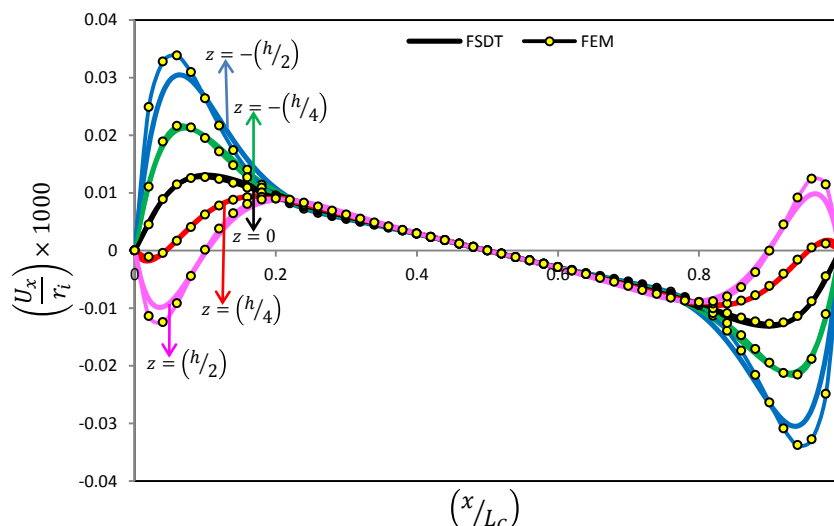 0.04
z = −(h/2)
FSDT
FEM
0.03
z = −(h/4)
0.02
0.01
z = 0
0
0
0.2
0.4
0.6
0.8
(U_x/r_i) × 1000
-0.01
z = (h/4)
z = (h/2)
-0.02
-0.03
-0.04
(x/L_C)